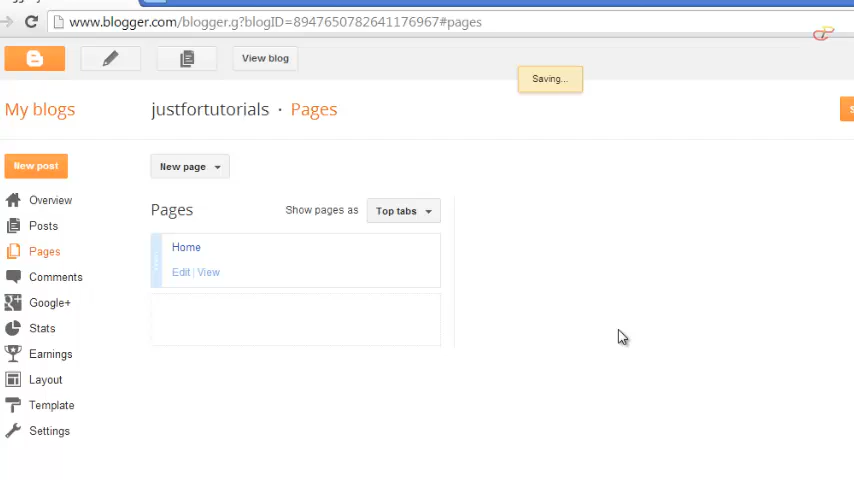 www.blogger.com/blogger.g?blogID=8947650782641176967#pages
View blog
Saving...
My blogs
justfortutorials · Pages
New post
New page
Overview
Posts
Pages
Comments
Google+
Stats
Earnings
Layout
Template
Settings
Pages
Show pages as
Top tabs
Home
Edit | View